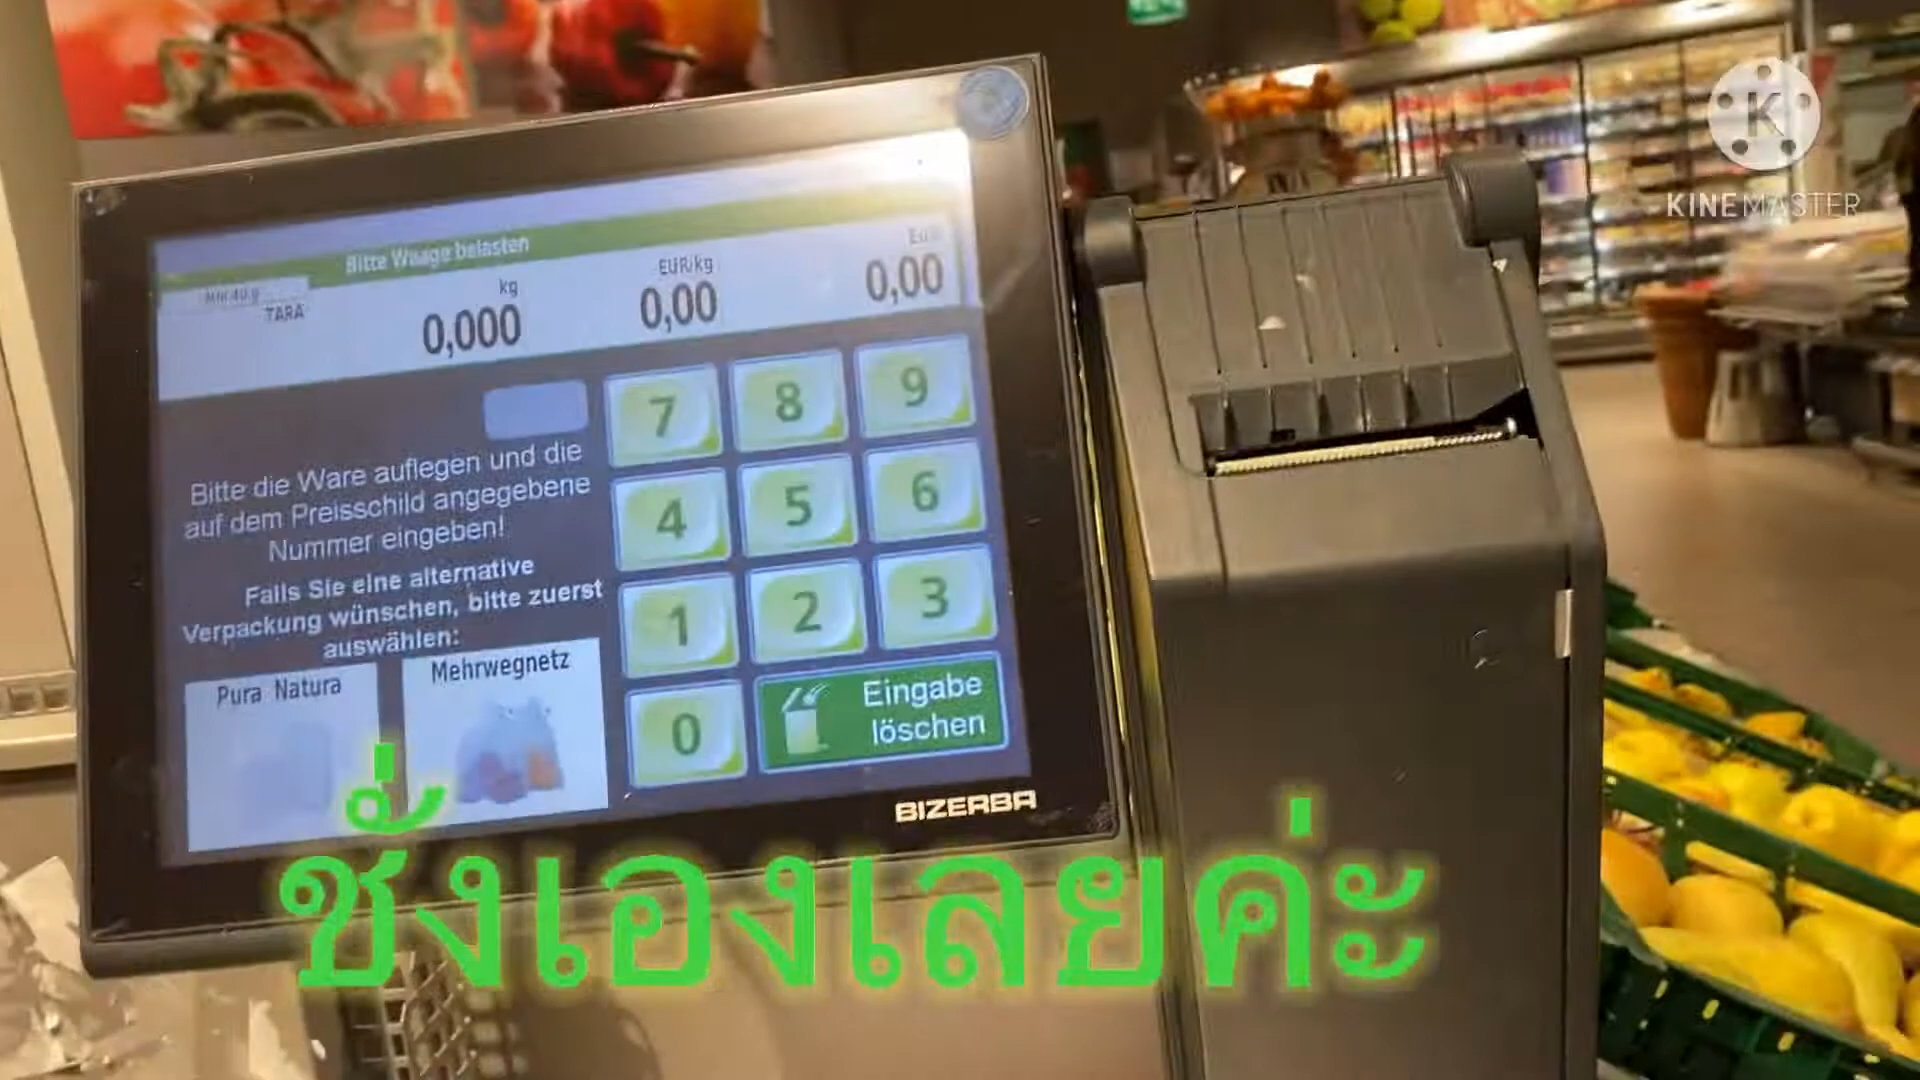 Bitte Waage belasten
Min 40 g
TARA
kg
0,000
EUR/kg
0,00
Euro
0,00
Bitte die Ware auflegen und die
auf dem Preisschild angegebene
Nummer eingeben!
Falls Sie eine alternative
Verpackung wünschen, bitte zuerst
auswählen:
Pura Natura
Mehrwegnetz
7 8 9
4 5 6
1 2 3
0
Eingabe
löschen
BIZERBA
ชั่งเองเลยค่ะ
K
KINEMASTER